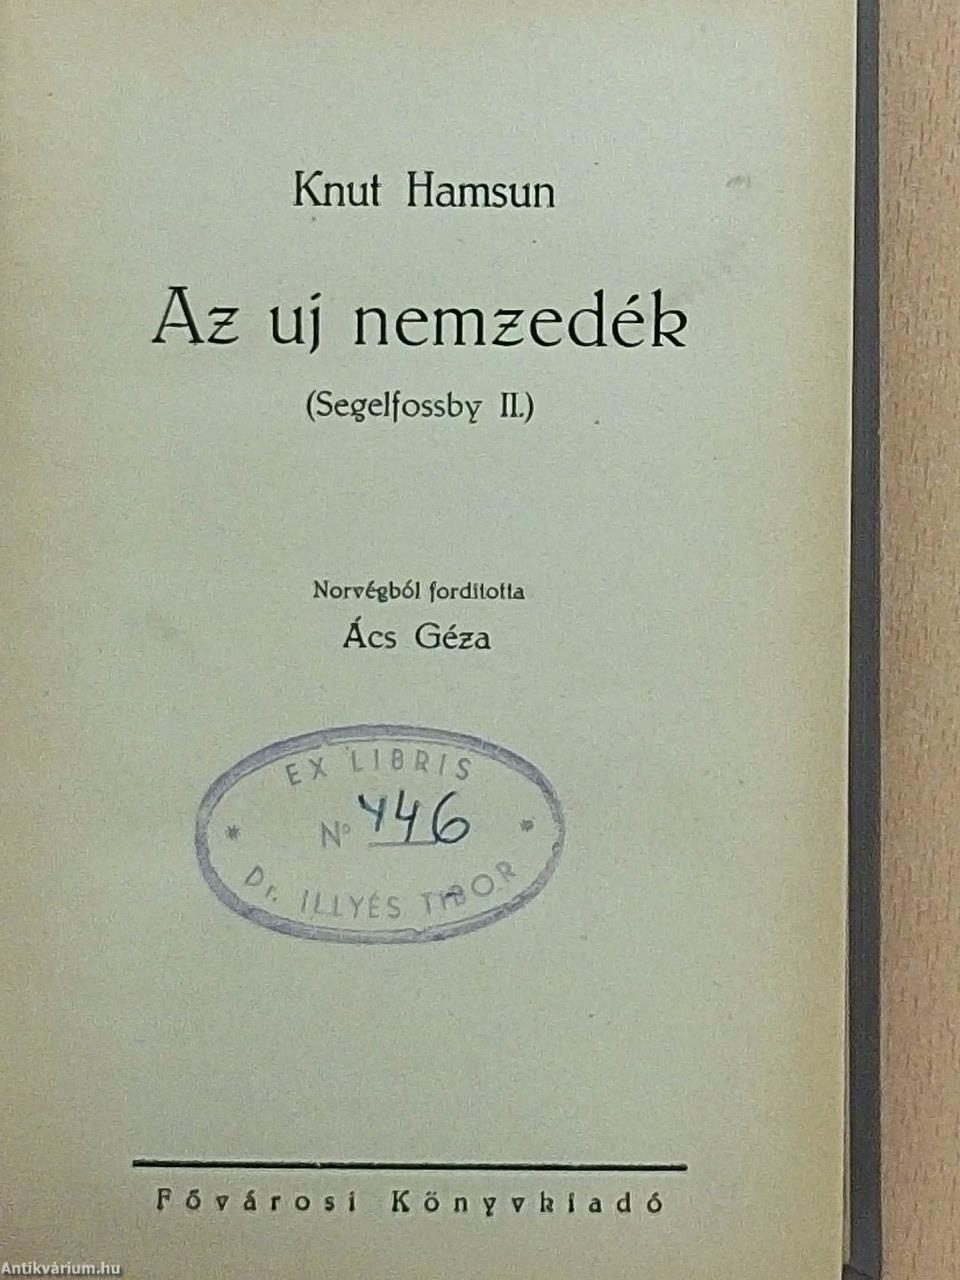 Knut Hamsun
Az uj nemzedék
(Segelfossby II.)
Norvégból fordította
Ács Géza
EX LIBRIS
Nº 446
Dr. ILLYÉS TIBOR
Fővárosi Könyvkiadó
Antikvárium.hu